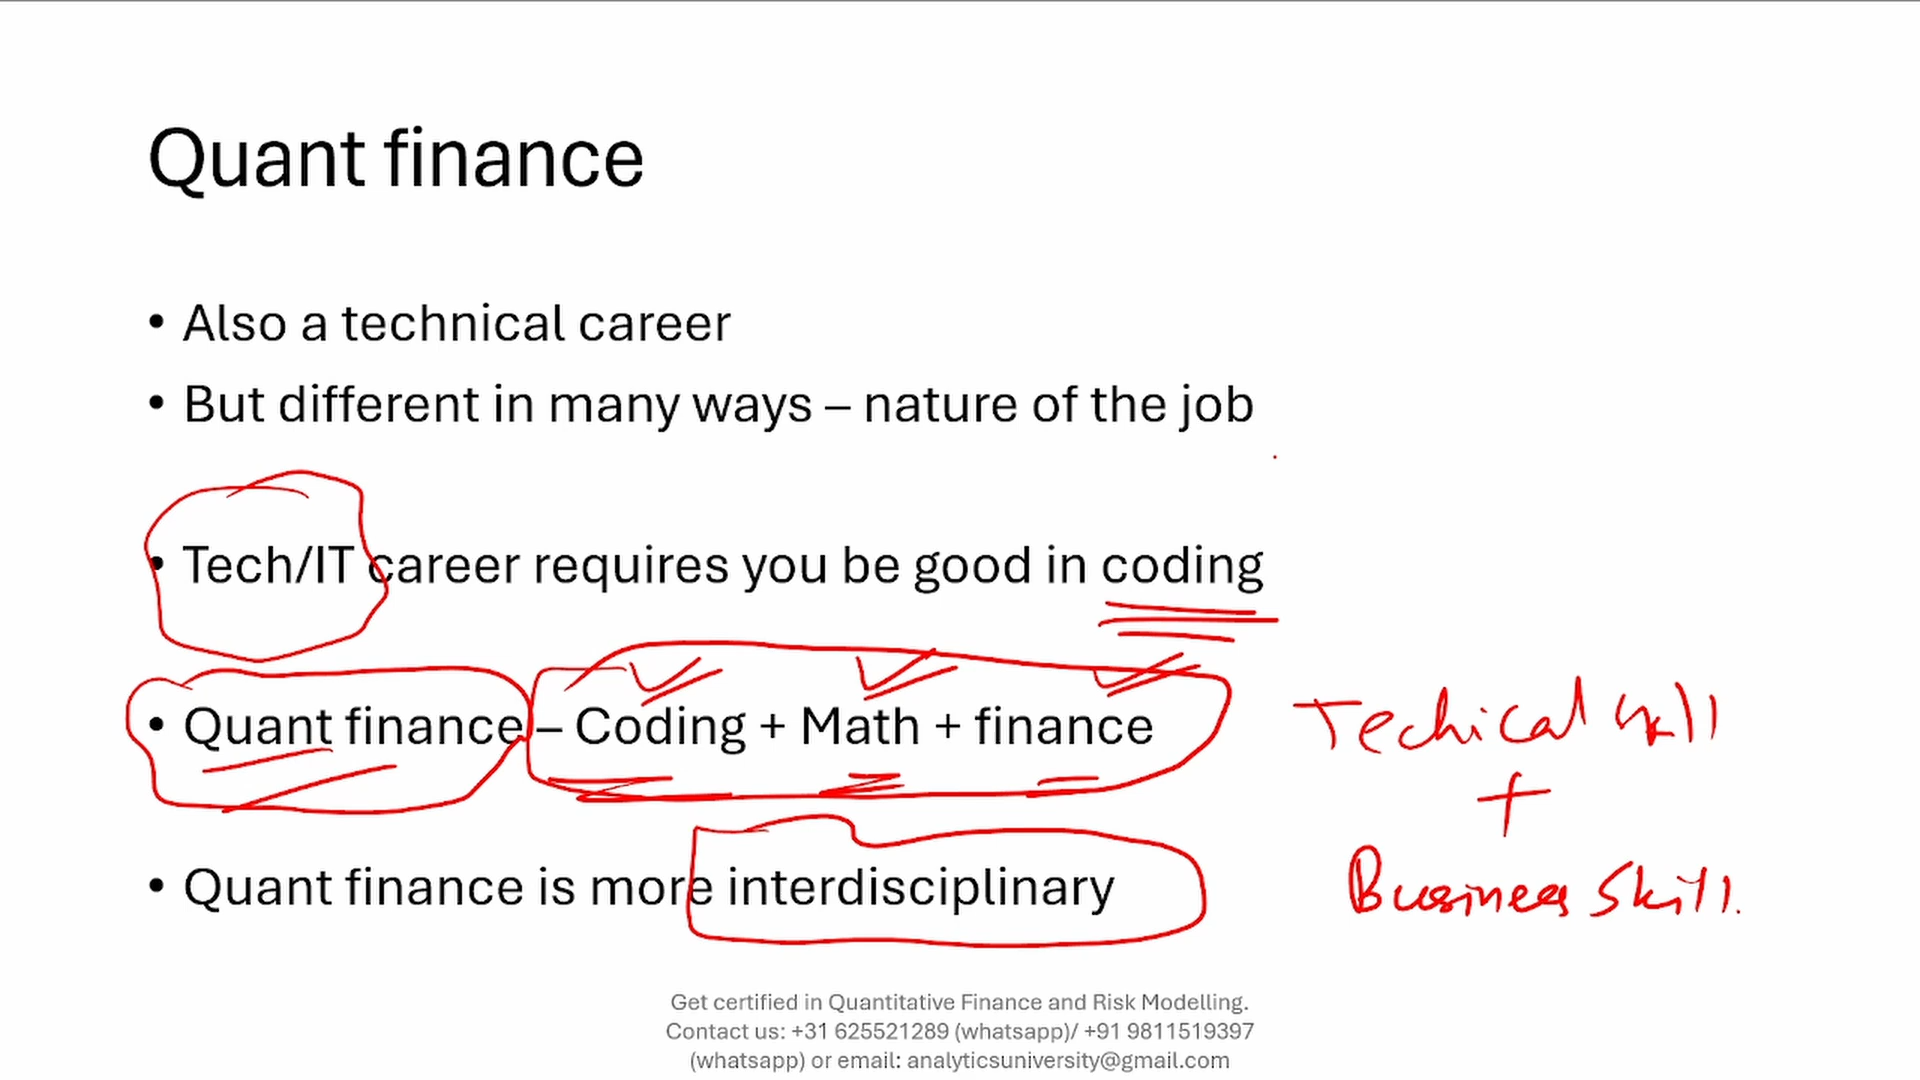 Quant finance
• Also a technical career
• But different in many ways – nature of the job
• Tech/IT career requires you be good in coding
• Quant finance – Coding + Math + finance
• Quant finance is more interdisciplinary
Techical skill
+
Business Skill.
Get certified in Quantitative Finance and Risk Modelling.
Contact us: +31 625521289 (whatsapp)/ +91 9811519397
(whatsapp) or email: analyticsuniversity@gmail.com